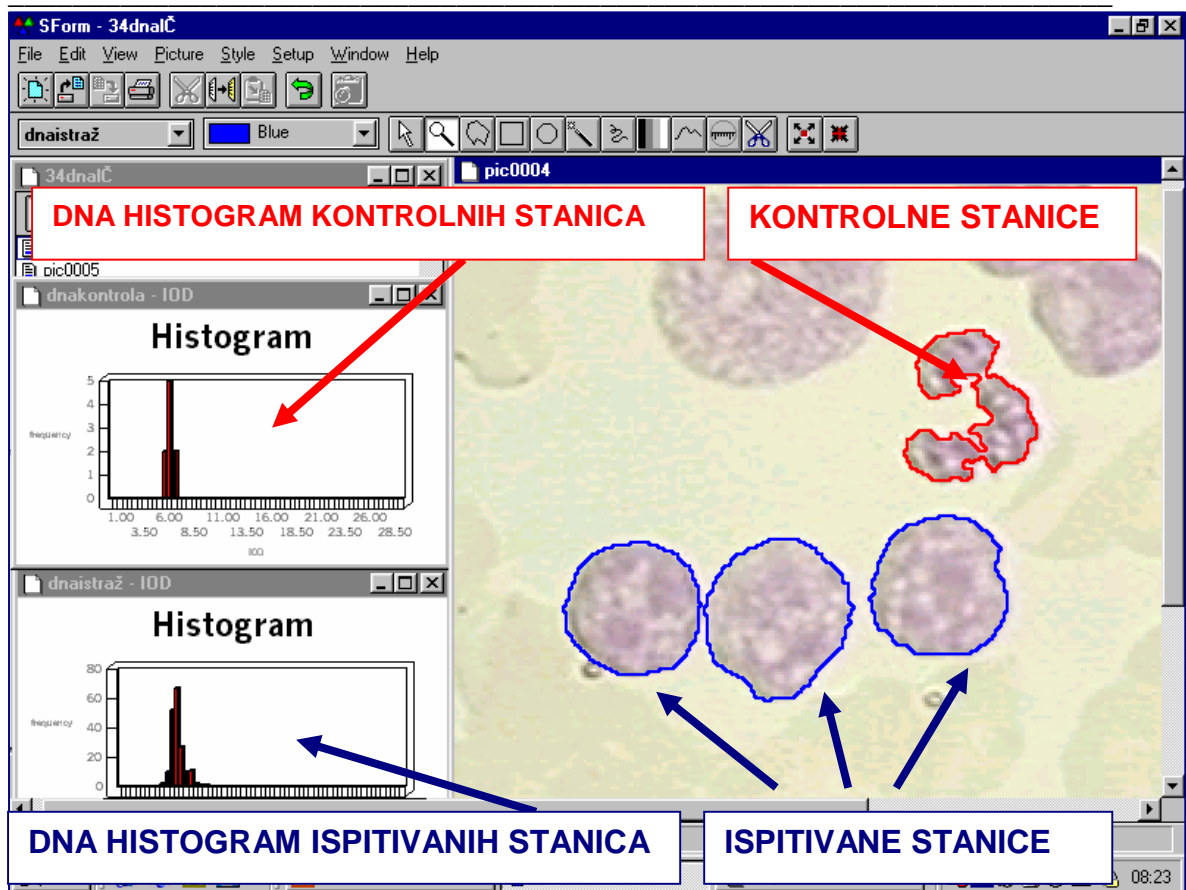 SForm - 34dnalČ
File Edit View Picture Style Setup Window Help
dnaistraž Blue
34dnalČ
pic0004
DNA HISTOGRAM KONTROLNIH STANICA
KONTROLNE STANICE
pic0005
dnakontrola - IOD
Histogram
5
4
3
frequency
2
1
0
1.00 6.00 11.00 16.00 21.00 26.00
3.50 8.50 13.50 18.50 23.50 28.50
IOD
dnaistraž - IOD
Histogram
80
60
frequency
40
20
0
DNA HISTOGRAM ISPITIVANIH STANICA
ISPITIVANE STANICE
08:23